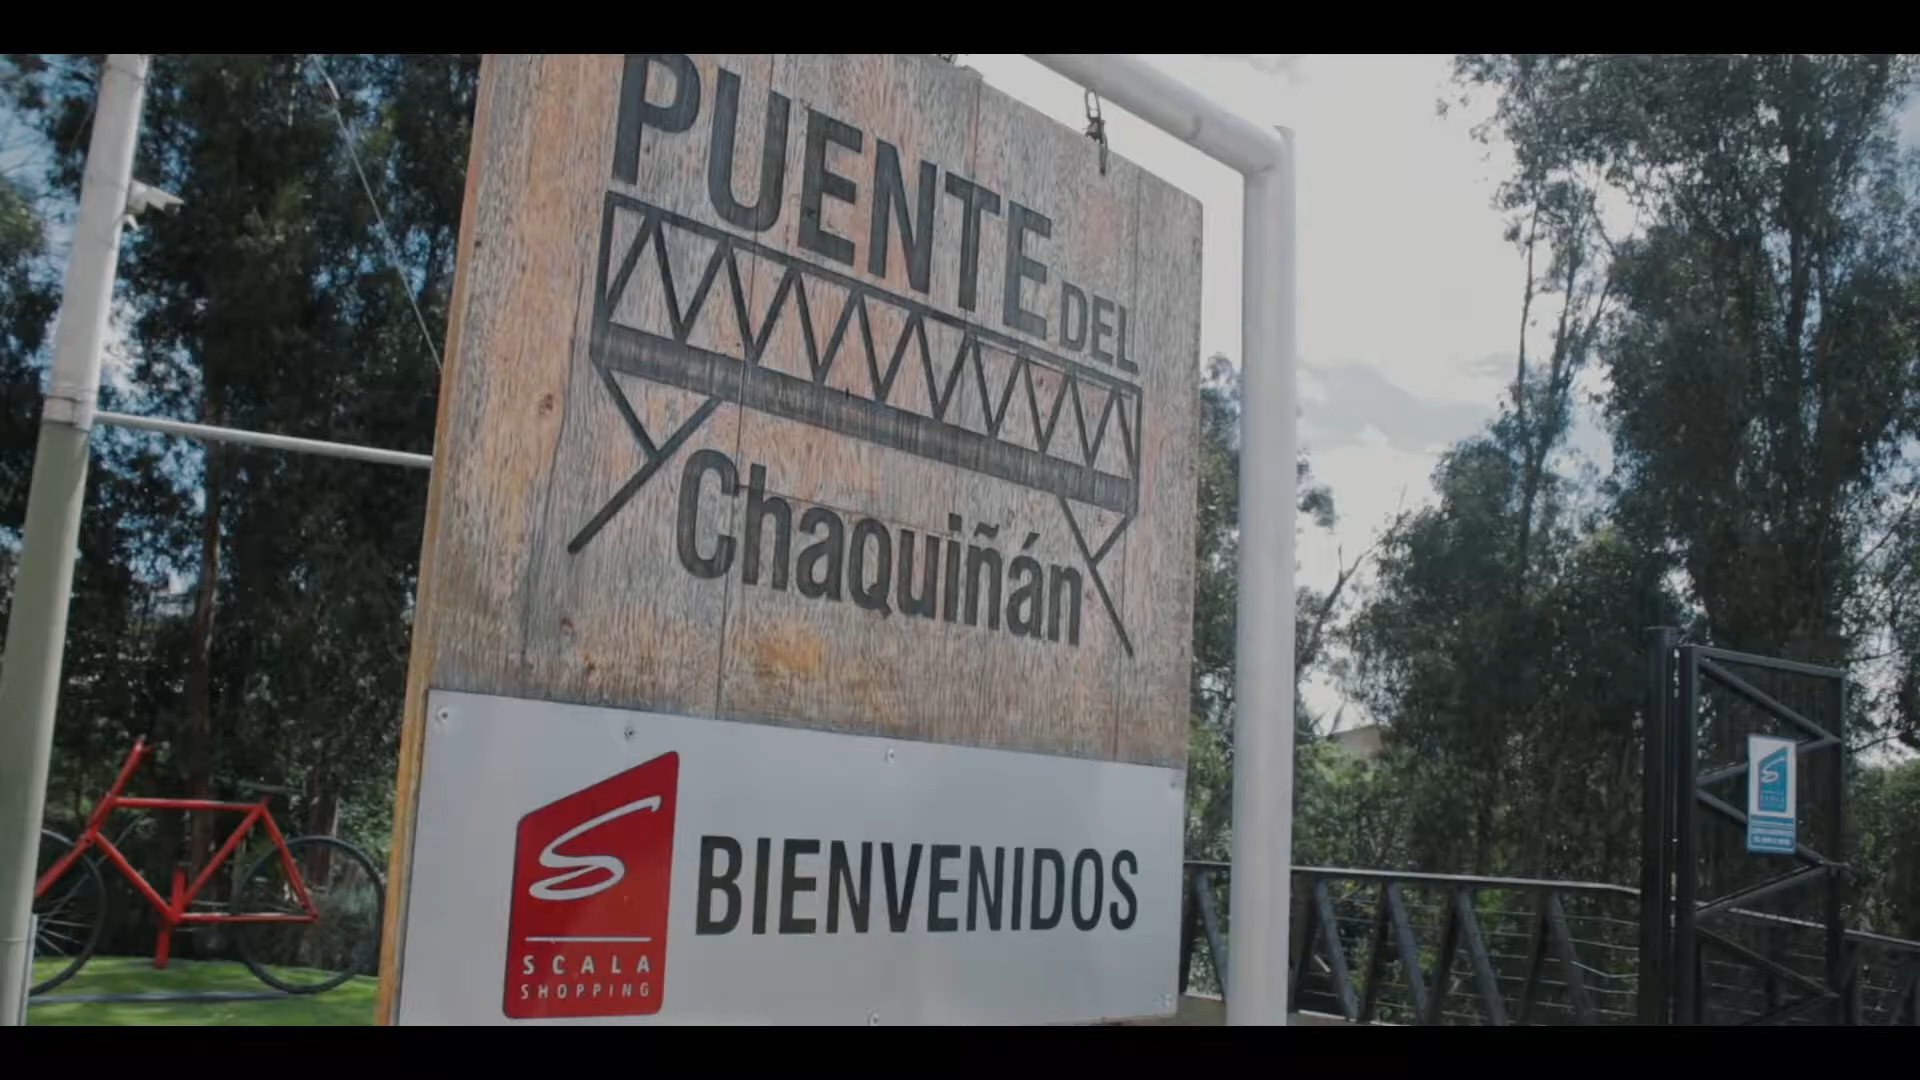 PUENTE DEL
Chaquiñán
SCALA
SHOPPING
BIENVENIDOS